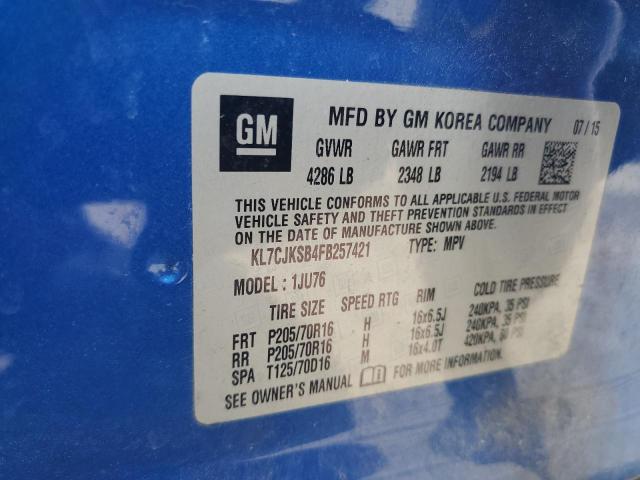 GM
MFD BY GM KOREA COMPANY 07/15
GVWR GAWR FRT GAWR RR
4286 LB 2348 LB 2194 LB
THIS VEHICLE CONFORMS TO ALL APPLICABLE U.S. FEDERAL MOTOR
VEHICLE SAFETY AND THEFT PREVENTION STANDARDS IN EFFECT
ON THE DATE OF MANUFACTURE SHOWN ABOVE.
KL7CJKSB4FB257421 TYPE: MPV
MODEL : 1JU76
TIRE SIZE SPEED RTG RIM COLD TIRE PRESSURE
FRT P205/70R16 H 16x6.5J 240KPA, 35 PSI
RR P205/70R16 H 16x6.5J 240KPA, 35 PSI
SPA T125/70D16 M 16x4.0T 420KPA, 60 PSI
SEE OWNER'S MANUAL FOR MORE INFORMATION.